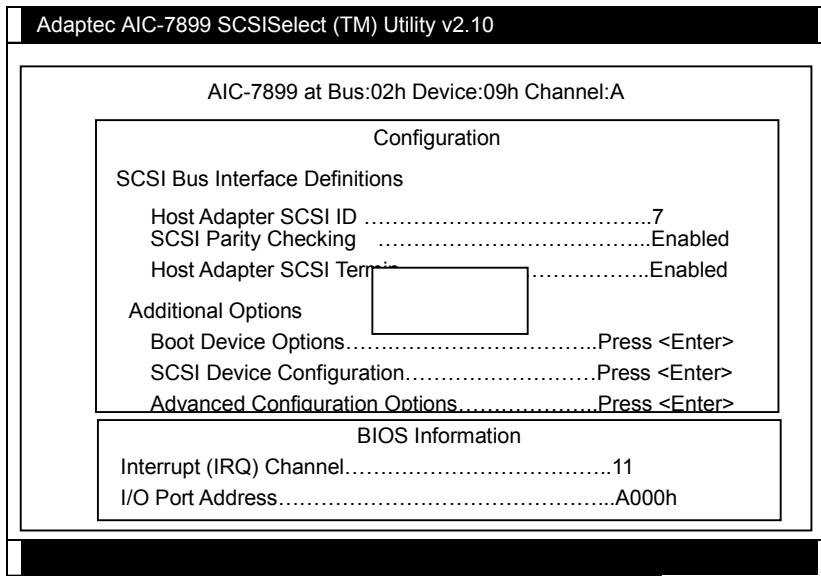 Adaptec AIC-7899 SCSISelect (TM) Utility v2.10
AIC-7899 at Bus:02h Device:09h Channel:A
Configuration
SCSI Bus Interface Definitions
Host Adapter SCSI ID …………………………………..7
SCSI Parity Checking …………………………………..Enabled
Host Adapter SCSI ……………..Enabled
Additional Options
Boot Device Options…………………………………..Press <Enter>
SCSI Device Configuration………………………Press <Enter>
Advanced Configuration Options………………..Press <Enter>
BIOS Information
Interrupt (IRQ) Channel………………………………..11
I/O Port Address…………………………………………..A000h